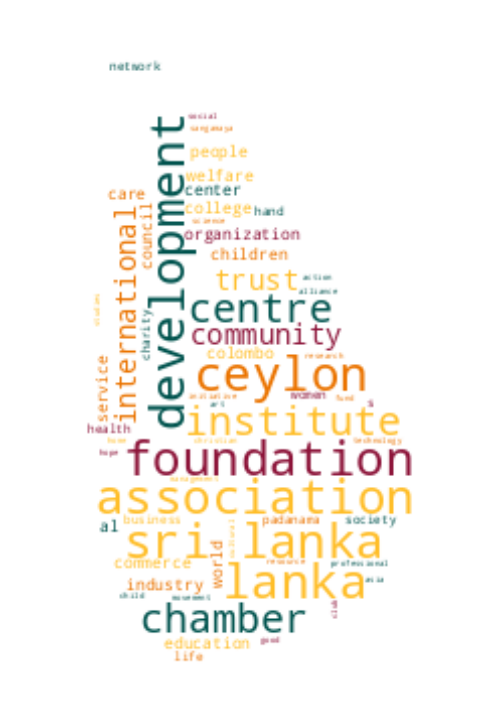 network
social
sangamaya
people
welfare
care
center
development
college
hand
council
science
organization
international
children
trust
action
alliance
studies
centre
charity
community
colombo
research
service
ceylon
initiative
women
fund
art
s
institute
health
home
christian
technology
hope
foundation
management
association
al
business
padanama
society
cultural
sri lanka
commerce
world
resource
professional
lanka
asia
industry
child
movement
club
chamber
education
good
life